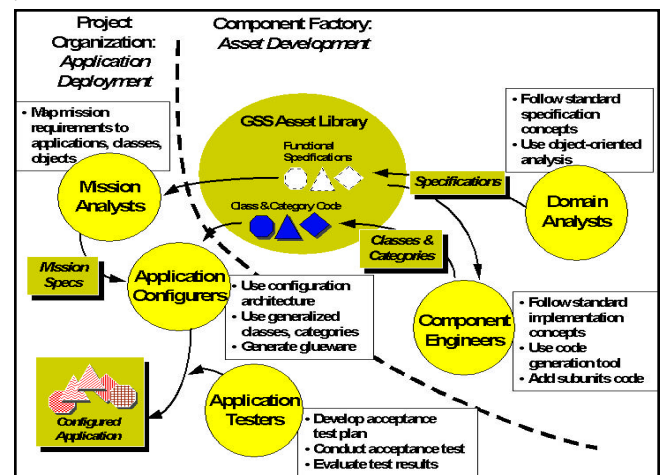 Project
Organization:
Application
Deployment
Component Factory:
Asset Development
• Map mission
requirements to
applications, classes,
objects
GSS Asset Library
Functional
Specifications
Class & Category Code
• Follow standard
specification
concepts
• Use object-oriented
analysis
Mission
Analysts
Specifications
Domain
Analysts
Classes &
Categories
Mission
Specs
Application
Configurers
• Use configuration
architecture
• Use generalized
classes, categories
• Generate glueware
Component
Engineers
• Follow standard
implementation
concepts
• Use code
generation tool
• Add subunits code
Configured
Application
Application
Testers
• Develop acceptance
test plan
• Conduct acceptance test
• Evaluate test results